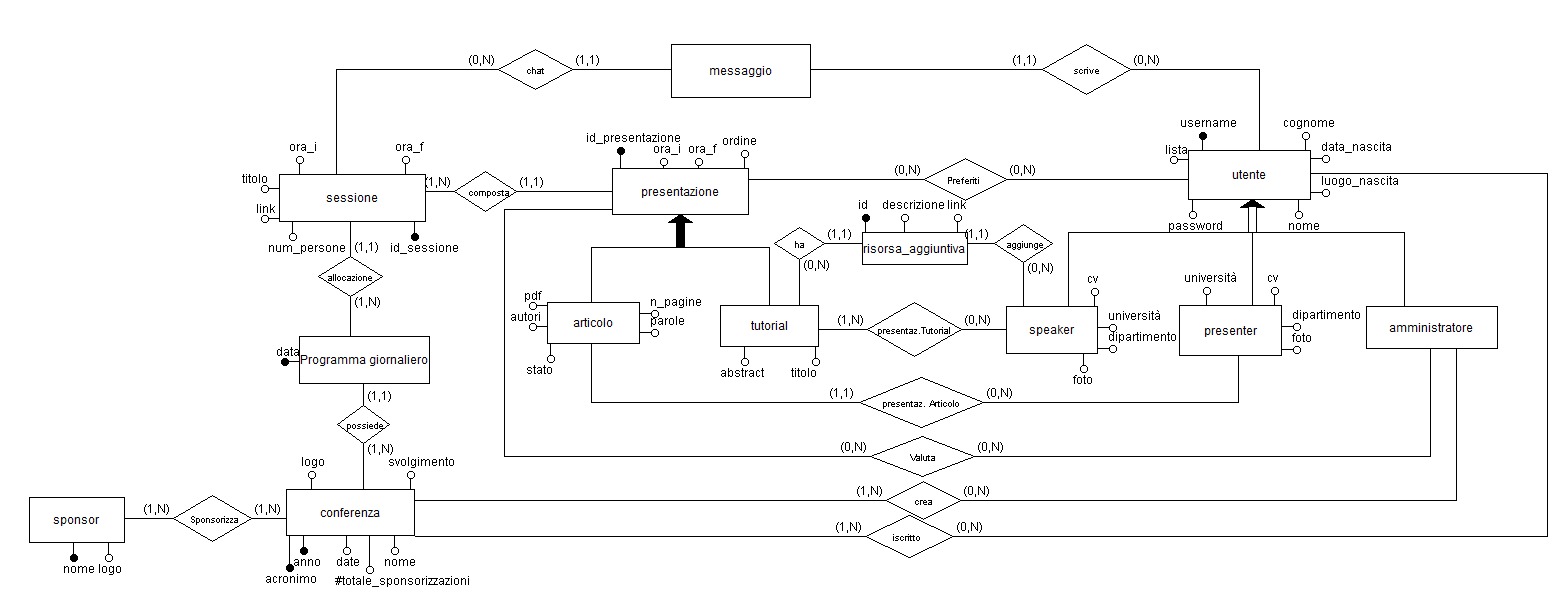 (0,N) chat (1,1) messaggio (1,1) scrive (0,N)
username cognome
lista data_nascita
utente luogo_nascita
password nome
ora_i ora_f
titolo
link sessione
num_persone id_sessione
(1,N) composta (1,1)
id_presentazione ora_i ora_f ordine
presentazione
(0,N) Preferiti (0,N)
id descrizione link
ha (1,1) risorsa_aggiuntiva (1,1) aggiunge
(0,N) (0,N)
(1,1)
allocazione
(1,N)
pdf n_pagine
autori articolo parole
stato
tutorial
abstract titolo
(1,N) presentaz.Tutorial (0,N)
cv
speaker università
dipartimento
foto
università cv
presenter dipartimento
foto
amministratore
data Programma giornaliero
(1,1)
possiede
(1,N)
(1,1) presentaz. Articolo (0,N)
(0,N) Valuta (0,N)
logo svolgimento
(1,N) crea (0,N)
sponsor (1,N) Sponsorizza (1,N) conferenza
(1,N) iscritto (0,N)
nome logo
anno date nome
acronimo #totale_sponsorizzazioni